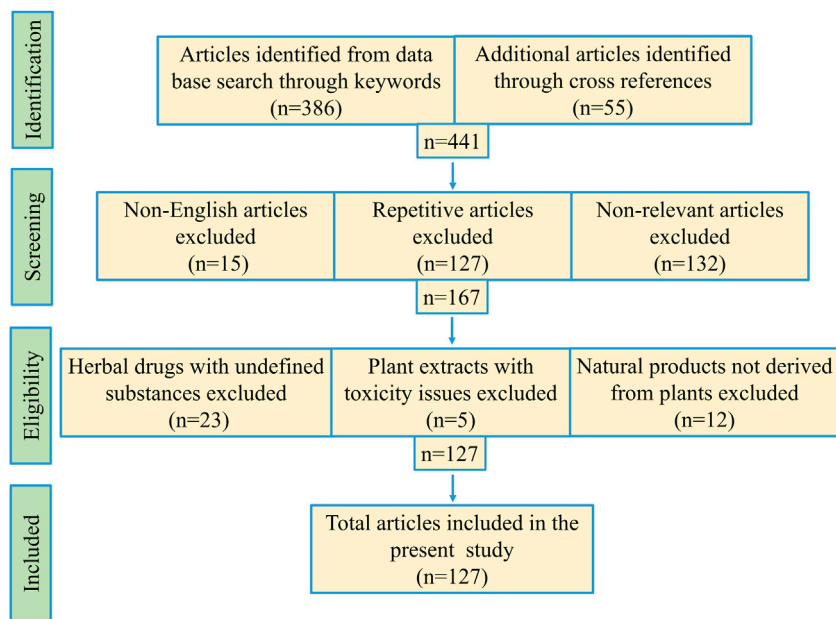 Identification
Articles identified from data
base search through keywords
(n=386)
Additional articles identified
through cross references
(n=55)
n=441
Screening
Non-English articles
excluded
(n=15)
Repetitive articles
excluded
(n=127)
Non-relevant articles
excluded
(n=132)
n=167
Eligibility
Herbal drugs with undefined
substances excluded
(n=23)
Plant extracts with
toxicity issues excluded
(n=5)
Natural products not derived
from plants excluded
(n=12)
n=127
Included
Total articles included in the
present study
(n=127)